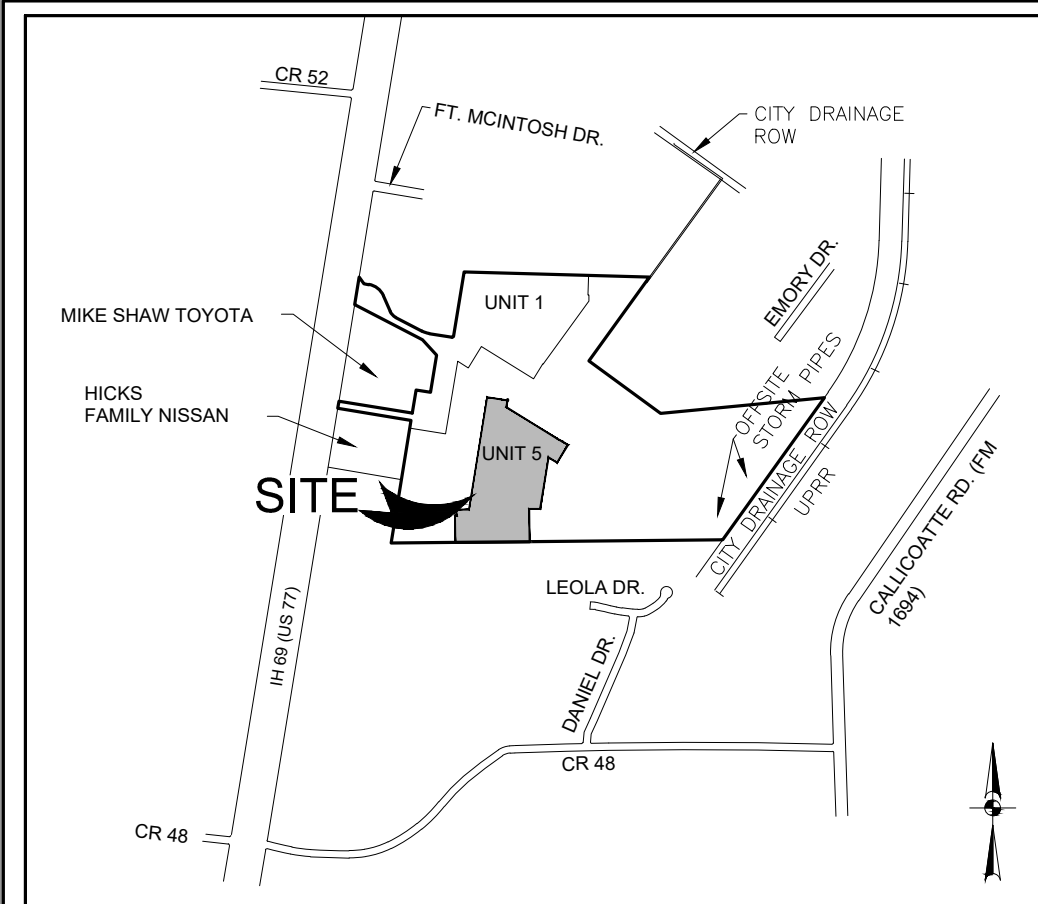 CR 52
FT. MCINTOSH DR.
CITY DRAINAGE
ROW
EMORY DR.
UNIT 1
MIKE SHAW TOYOTA
OFFSITE
STORM PIPES
HICKS
FAMILY NISSAN
UNIT 5
SITE
CITY DRAINAGE ROW
UPRR
CALLICOATTE RD. (FM
1694)
LEOLA DR.
IH 69 (US 77)
DANIEL DR.
CR 48
CR 48